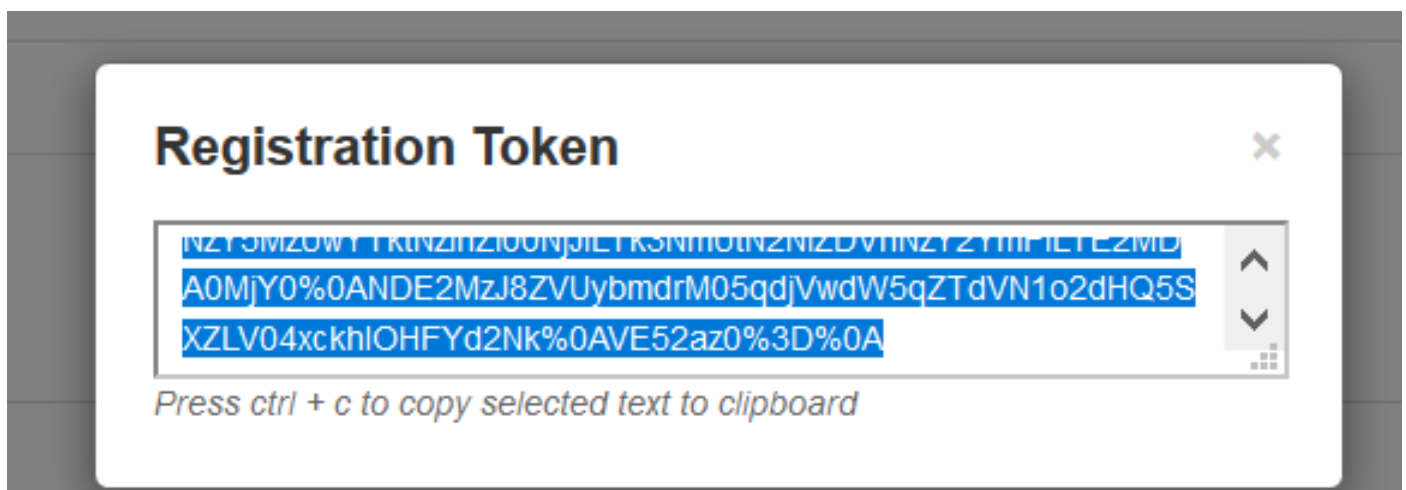 Registration Token
×
A0MjY0%0ANDE2MzJ8ZVUybmdrM05qdjVwdW5qZTdVN1o2dHQ5S
XZLV04xckhlOHFYd2Nk%0AVE52az0%3D%0A
Press ctrl + c to copy selected text to clipboard